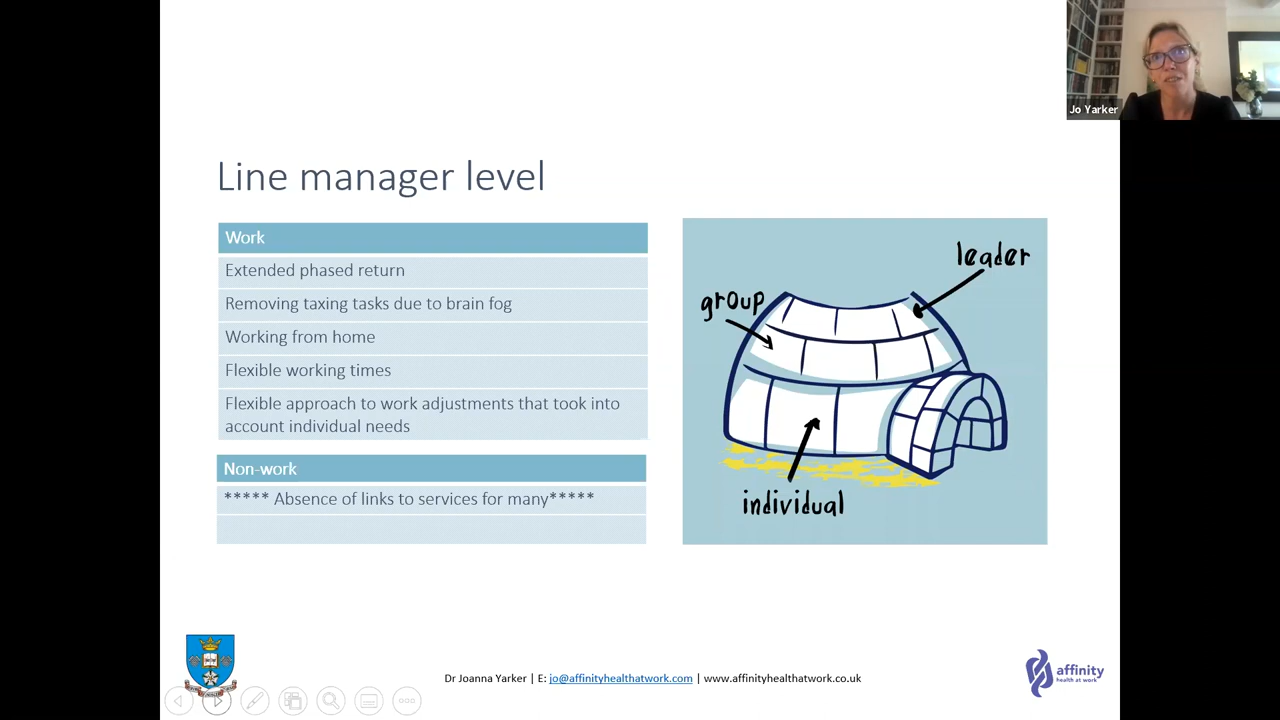 Jo Yarker
Line manager level
Work
Extended phased return
Removing taxing tasks due to brain fog
Working from home
Flexible working times
Flexible approach to work adjustments that took into
account individual needs
Non-work
***** Absence of links to services for many*****
leader
group
individual
Dr Joanna Yarker | E: jo@affinityhealthatwork.com | www.affinityhealthatwork.co.uk
affinity
health at work